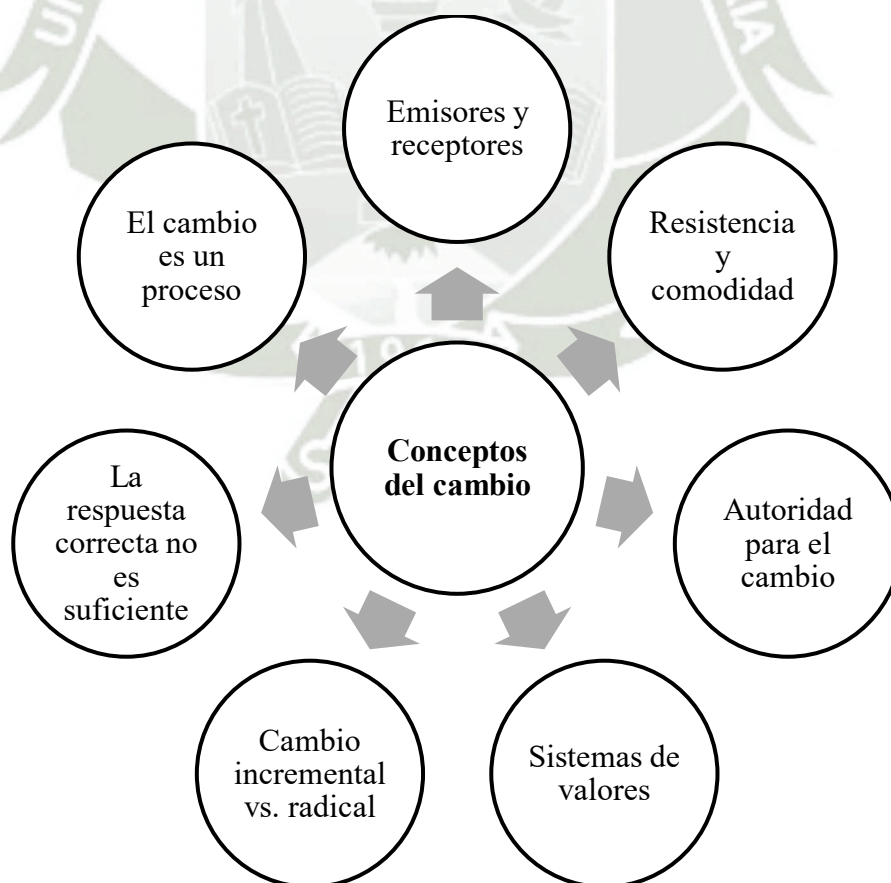 Emisores y
receptores
Resistencia
y
comodidad
Autoridad
para el
cambio
Sistemas de
valores
Cambio
incremental
vs. radical
La
respuesta
correcta no
es
suficiente
El cambio
es un
proceso
Conceptos
del cambio